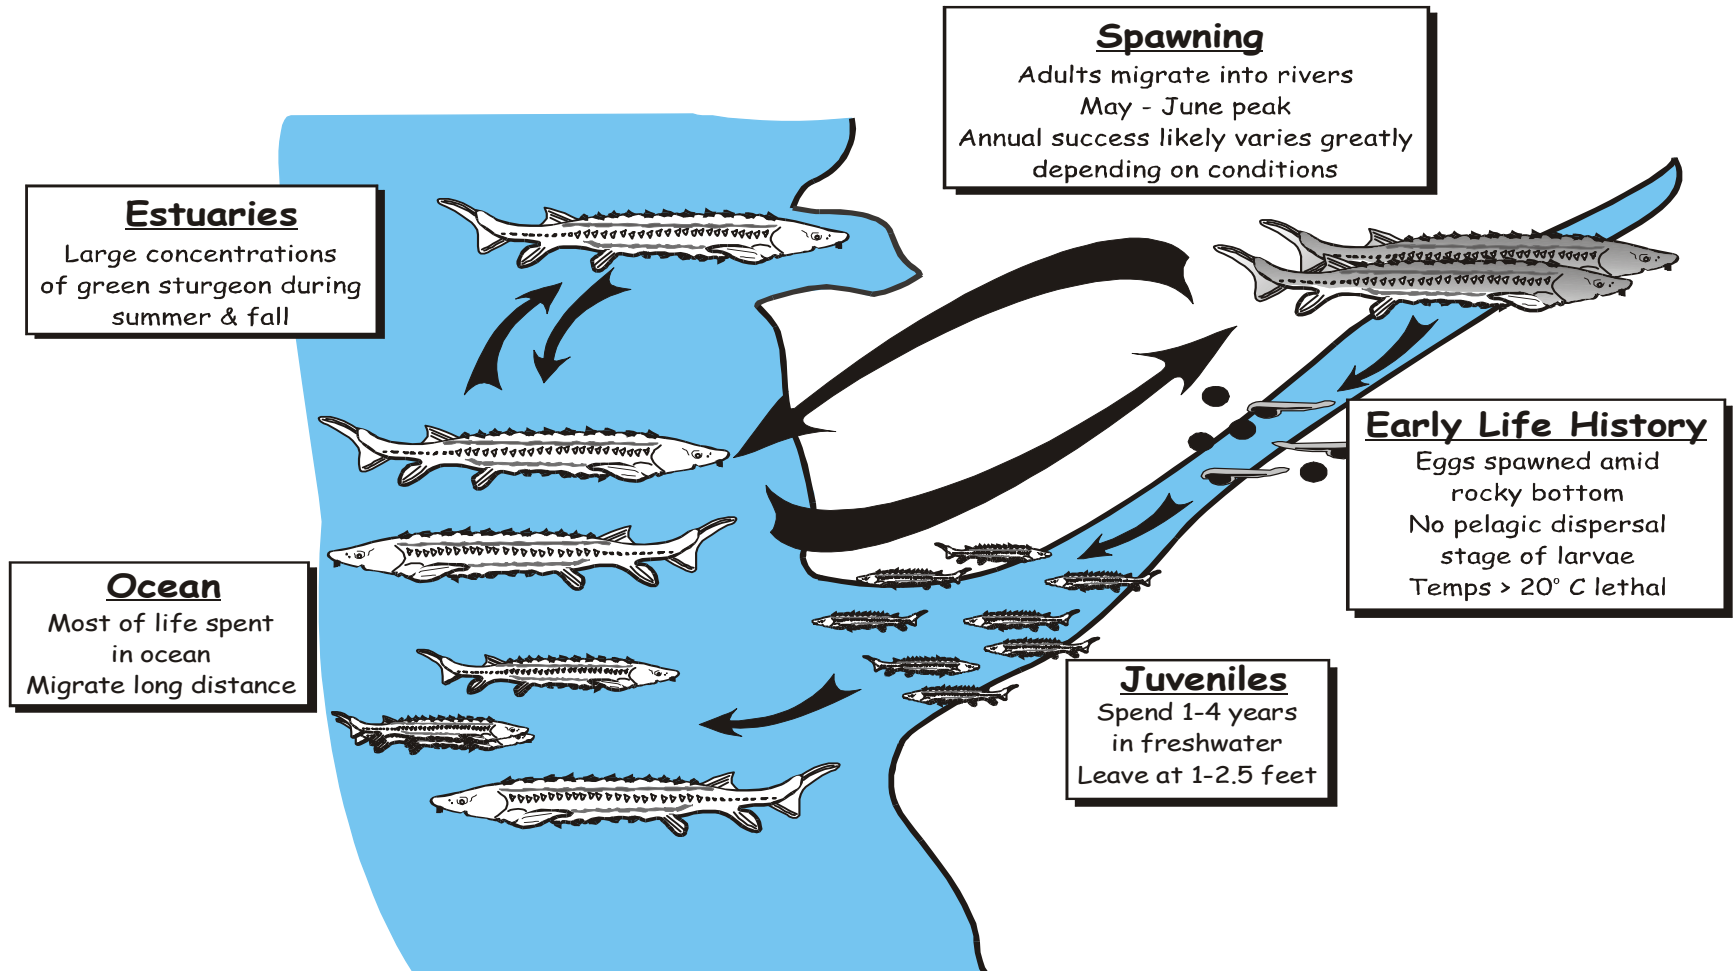 Spawning
Adults migrate into rivers
May - June peak
Annual success likely varies greatly
depending on conditions
Estuaries
Large concentrations
of green sturgeon during
summer & fall
Early Life History
Eggs spawned amid
rocky bottom
No pelagic dispersal
stage of larvae
Temps > 20° C lethal
Ocean
Most of life spent
in ocean
Migrate long distance
Juveniles
Spend 1-4 years
in freshwater
Leave at 1-2.5 feet